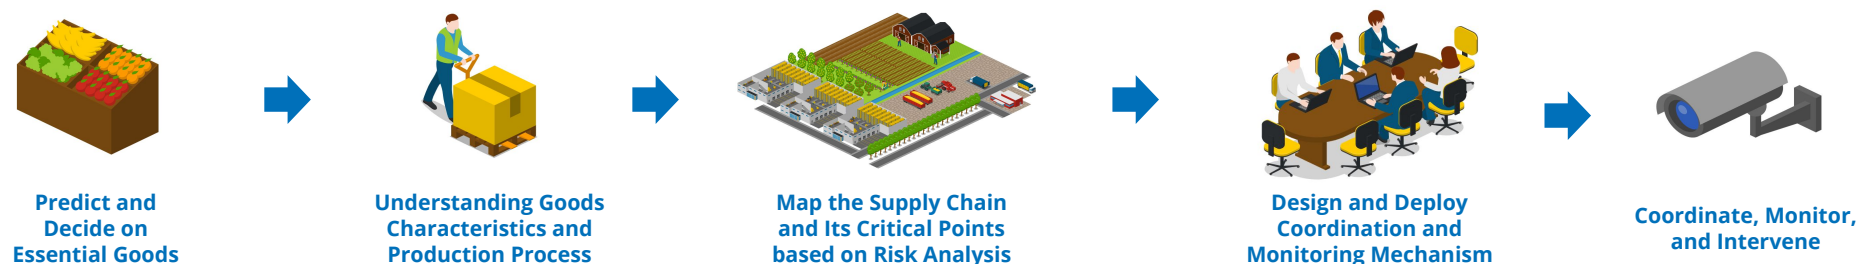 Predict and
Decide on
Essential Goods
Understanding Goods
Characteristics and
Production Process
Map the Supply Chain
and Its Critical Points
based on Risk Analysis
Design and Deploy
Coordination and
Monitoring Mechanism
Coordinate, Monitor,
and Intervene